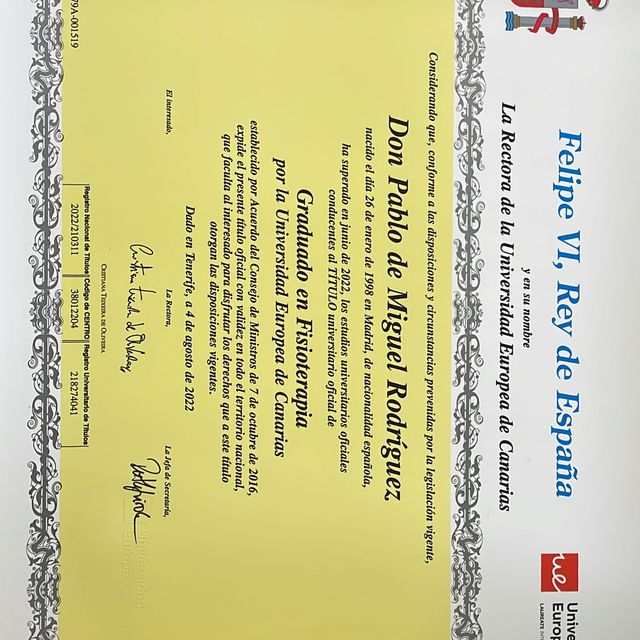 Felipe VI, Rey de España
y en su nombre
La Rectora de la Universidad Europea de Canarias
ue
Europ
Considerando que, conforme a las disposiciones y circunstancias prevenidas por la legislación vigente,
Don Pablo de Miguel Rodríguez
nacido el día 26 de enero de 1998 en Madrid, de nacionalidad española,
ha superado en junio de 2022, los estudios universitarios oficiales
conducentes al TÍTULO universitario oficial de
Graduado en Fisioterapia
por la Universidad Europea de Canarias
establecido por Acuerdo del Consejo de Ministros de 7 de octubre de 2016,
expide el presente título oficial con validez en todo el territorio nacional,
que faculta al interesado para disfrutar los derechos que a este título
otorgan las disposiciones vigentes.
Dado en Tenerife, a 4 de agosto de 2022
El interesado,
La Rectora,
La Jefa de Secretaría,
CRISTIANA TEIXEIRA DE OLIVEIRA
Registro Nacional de Títulos Código de CENTRO Registro Universitario de Títulos
2022/210311 38012204 218274041
79A-001519